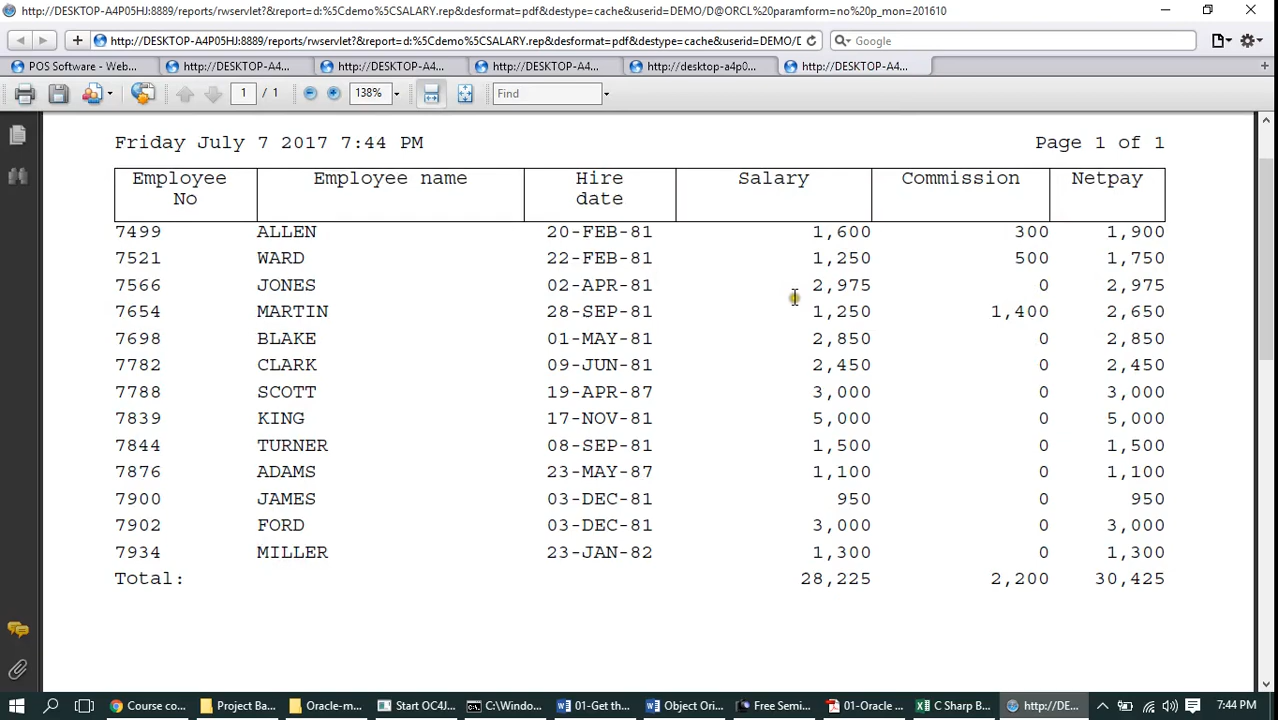 http://DESKTOP-A4P05HJ:8889/reports/rwservlet?&report=d:%5Cdemo%5CSALARY.rep&desformat=pdf&destype=cache&userid=DEMO/D@ORCL%20paramform=no%20p_mon=201610
http://DESKTOP-A4P05HJ:8889/reports/rwservlet?&report=d:%5Cdemo%5CSALARY.rep&desformat=pdf&destype=cache&userid=DEMO/D Google
POS Software - Web... http://DESKTOP-A4... http://DESKTOP-A4... http://DESKTOP-A4... http://desktop-a4p0... http://DESKTOP-A4...
1 / 1 138% Find
Friday July 7 2017 7:44 PM Page 1 of 1
Employee No Employee name Hire date Salary Commission Netpay
7499 ALLEN 20-FEB-81 1,600 300 1,900
7521 WARD 22-FEB-81 1,250 500 1,750
7566 JONES 02-APR-81 2,975 0 2,975
7654 MARTIN 28-SEP-81 1,250 1,400 2,650
7698 BLAKE 01-MAY-81 2,850 0 2,850
7782 CLARK 09-JUN-81 2,450 0 2,450
7788 SCOTT 19-APR-87 3,000 0 3,000
7839 KING 17-NOV-81 5,000 0 5,000
7844 TURNER 08-SEP-81 1,500 0 1,500
7876 ADAMS 23-MAY-87 1,100 0 1,100
7900 JAMES 03-DEC-81 950 0 950
7902 FORD 03-DEC-81 3,000 0 3,000
7934 MILLER 23-JAN-82 1,300 0 1,300
Total: 28,225 2,200 30,425
Course co... Project Ba... Oracle-m... Start OC4J... C:\Windo... 01-Get th... Object Ori... Free Semi... 01-Oracle ... C Sharp B... http://DE... 7:44 PM